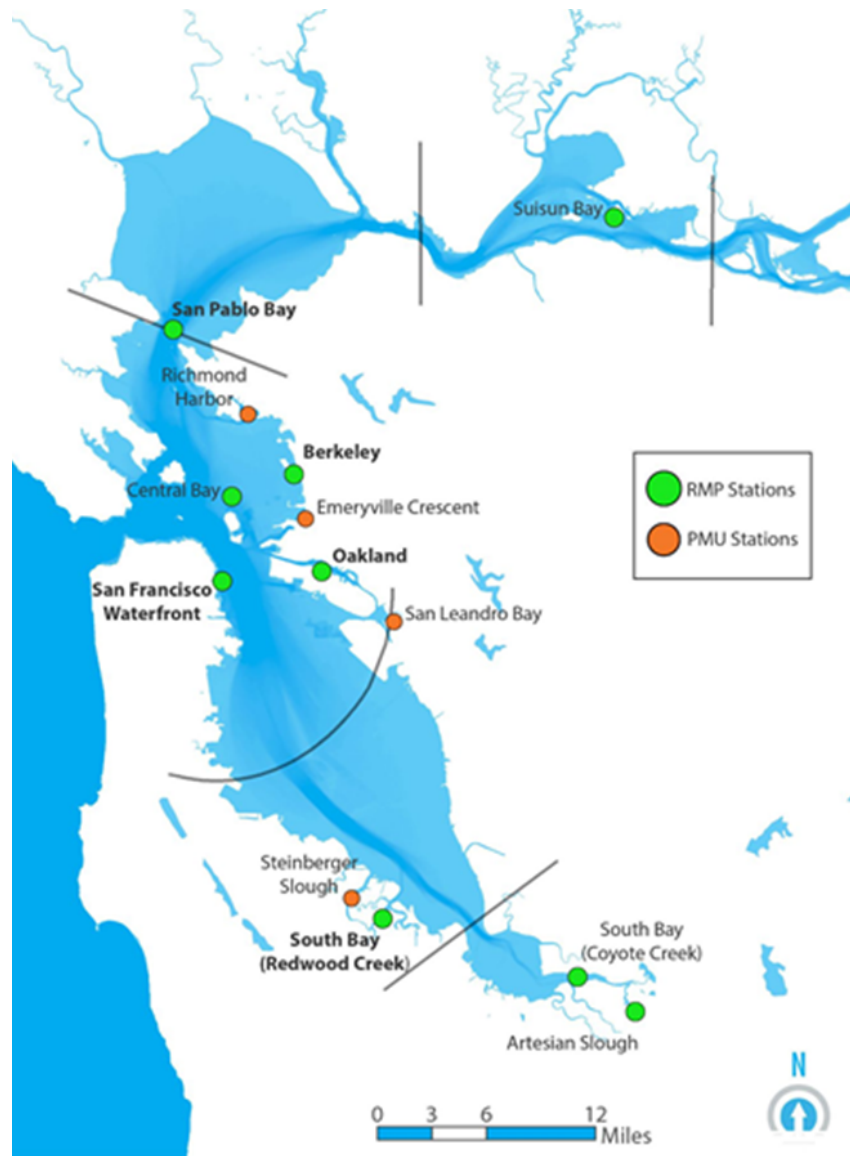 Suisun Bay
San Pablo Bay
Richmond
Harbor
Berkeley
Central Bay
Emeryville Crescent
Oakland
San Francisco
Waterfront
San Leandro Bay
RMP Stations
PMU Stations
Steinberger
Slough
South Bay
(Redwood Creek)
South Bay
(Coyote Creek)
Artesian Slough
N
0 3 6 12
Miles